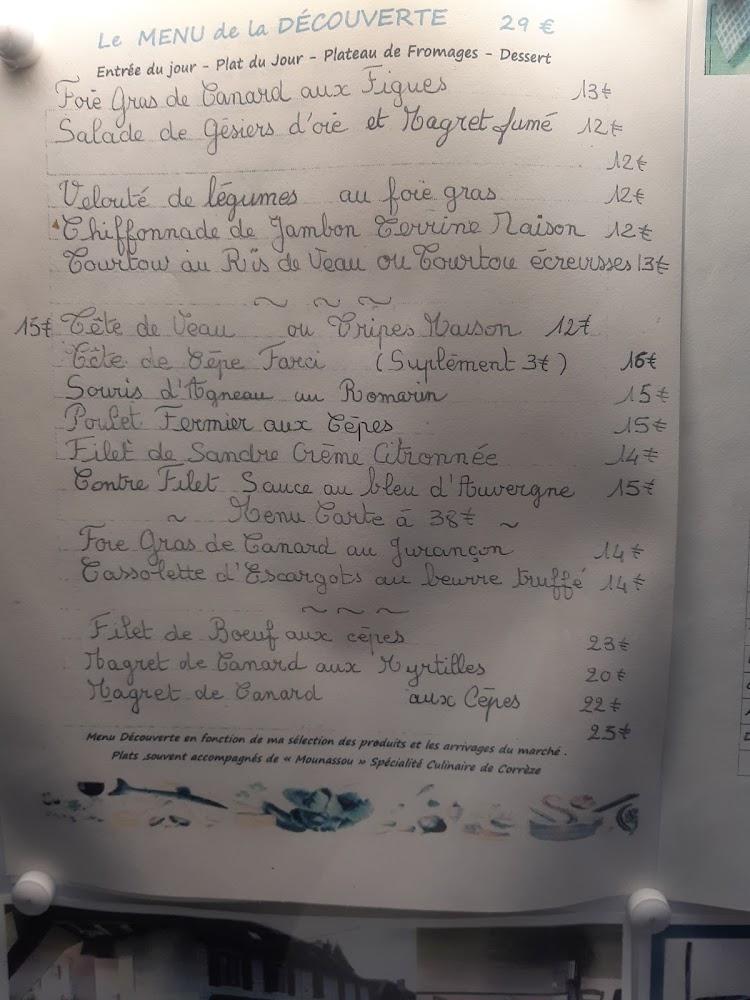 Le MENU de la DÉCOUVERTE 29 €
Entrée du jour - Plat du Jour - Plateau de Fromages - Dessert
Foie Gras de Canard aux Figues 13€
Salade de gésiers d'oie et Magret fumé 12€
12€
Velouté de légumes au foie gras 12€
Chiffonnade de Jambon Terrine Maison 12€
Tourtou au Ris de Veau ou Tourtou écrevisses 13€
~ ~ ~
15€ Tête de Veau ou Tripes Maison 12€
Tête de Cêpe Farci (Suplément 3€) 16€
Souris d'Agneau au Romarin 15€
Poulet Fermier aux Cêpes 15€
Filet de Sandre Crème Citronnée 14€
Contre Filet Sauce au bleu d'Auvergne 15€
~ Menu Carte à 38€ ~
Foie Gras de Canard au Jurançon 14€
Cassolette d'Escargots au beurre truffé 14€
~ ~ ~
Filet de Boeuf aux cêpes 23€
Magret de Canard aux Myrtilles 20€
Magret de Canard aux Cêpes 22€
25€
Menu Découverte en fonction de ma sélection des produits et les arrivages du marché .
Plats souvent accompagnés de « Mounassou » Spécialité Culinaire de Corrèze